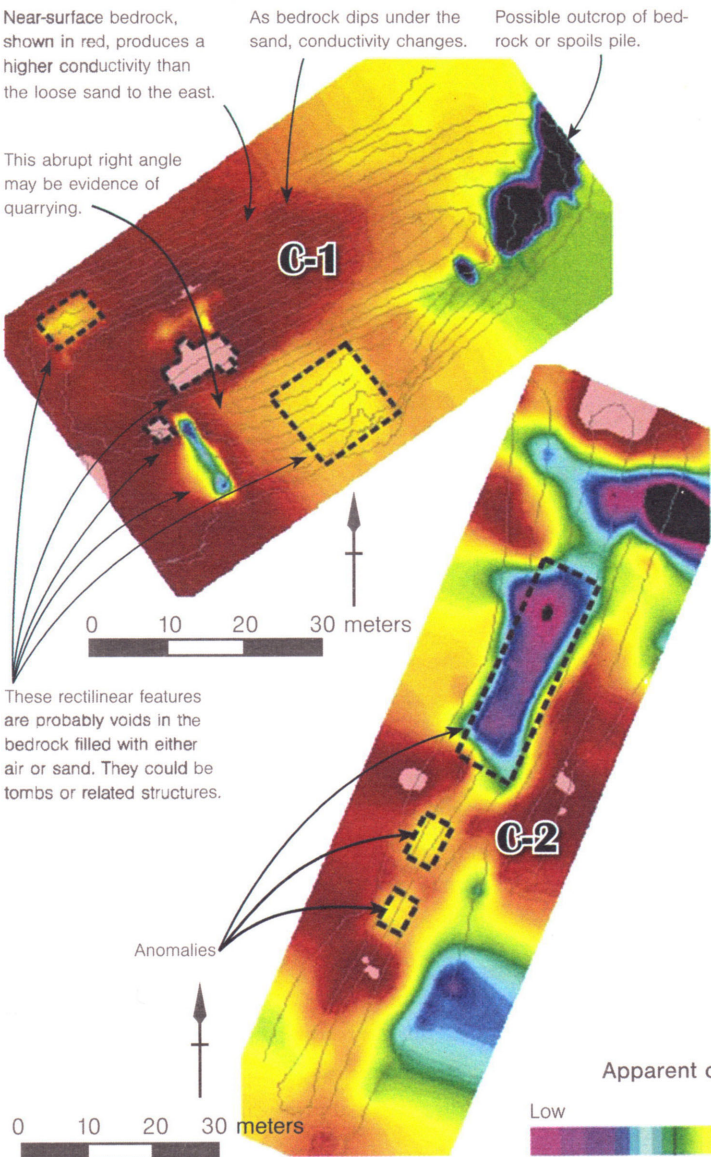 Near-surface bedrock,
shown in red, produces a
higher conductivity than
the loose sand to the east.
As bedrock dips under the
sand, conductivity changes.
Possible outcrop of bed-
rock or spoils pile.
This abrupt right angle
may be evidence of
quarrying.
C-1
0 10 20 30 meters
These rectilinear features
are probably voids in the
bedrock filled with either
air or sand. They could be
tombs or related structures.
C-2
Anomalies
0 10 20 30 meters
Apparent c
Low